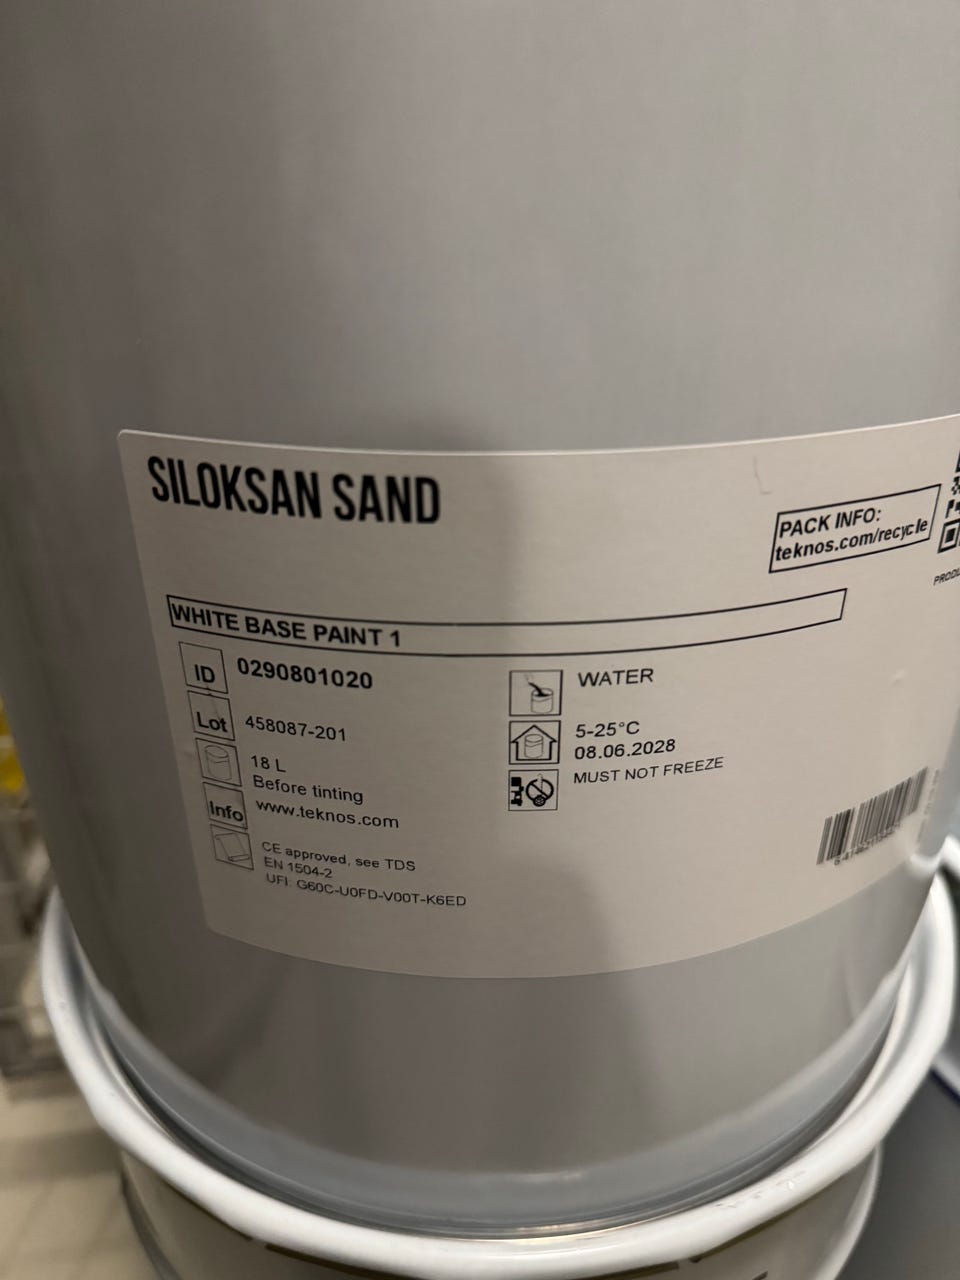 SILOKSAN SAND
PACK INFO:
teknos.com/recycle
WHITE BASE PAINT 1
ID 0290801020
Lot 458087-201
18 L
Before tinting
Info www.teknos.com
CE approved, see TDS
EN 1504-2
UFI: G60C-U0FD-V00T-K6ED
WATER
5-25°C
08.06.2028
MUST NOT FREEZE